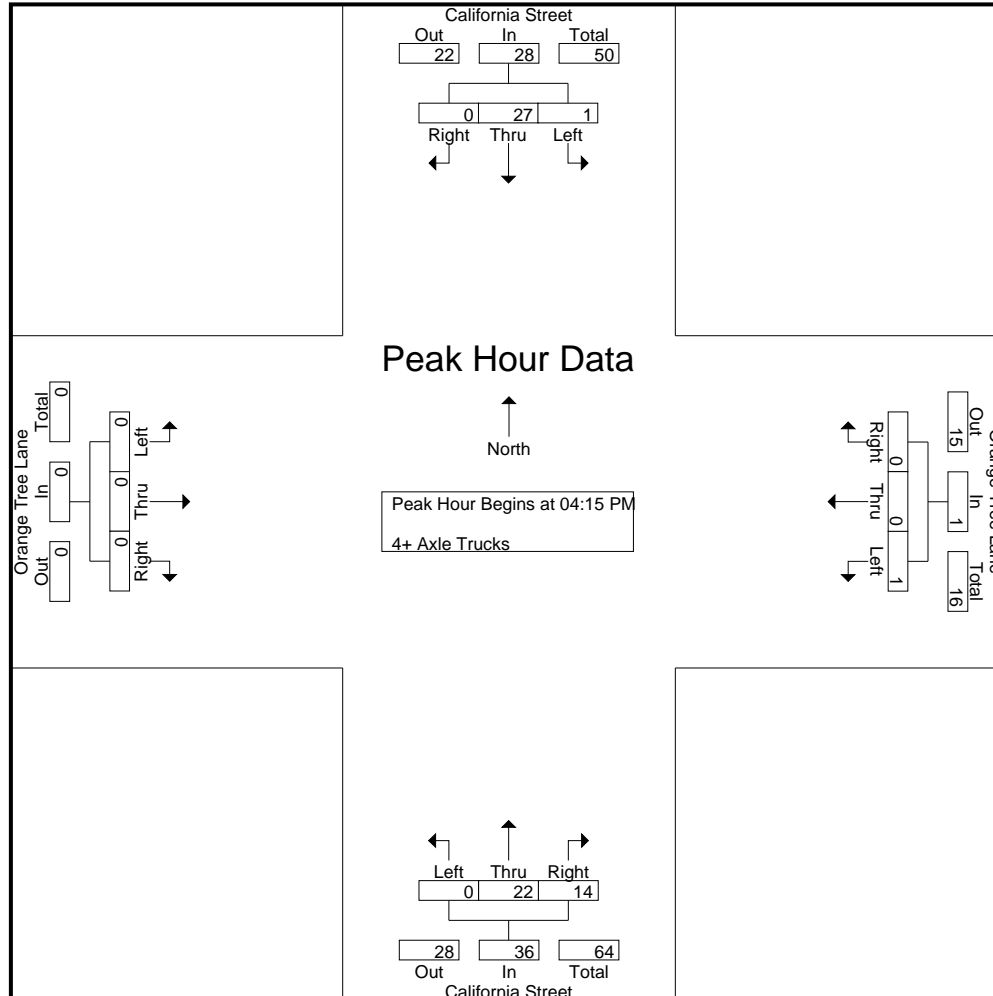 California Street
Out In Total
22 28 50
0 27 1
Right Thru Left
Peak Hour Data
North
Peak Hour Begins at 04:15 PM
4+ Axle Trucks
Orange Tree Lane
Total In Out
0 0 0
0 0 0
Left Thru Right
Orange Tree Lane
Out In Total
15 1 16
0 0 1
Right Thru Left
Left Thru Right
0 22 14
28 36 64
Out In Total
California Street